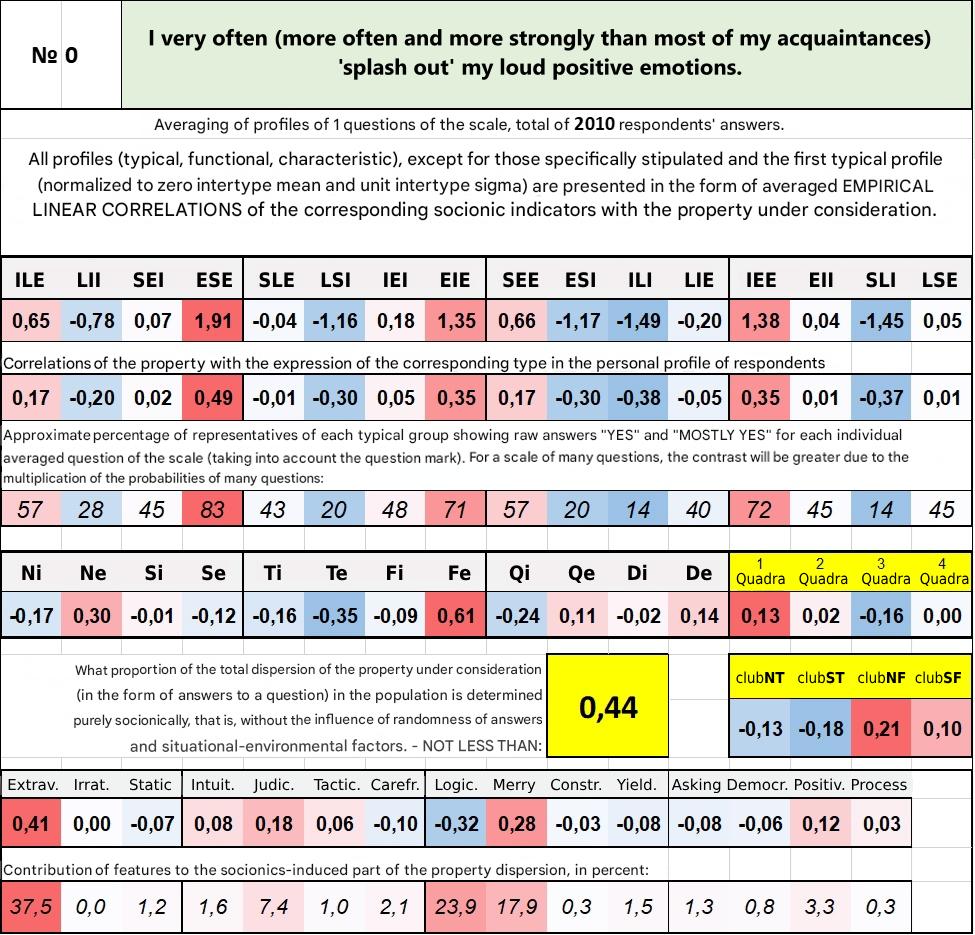 № 0
I very often (more often and more strongly than most of my acquaintances)
'splash out' my loud positive emotions.
Averaging of profiles of 1 questions of the scale, total of 2010 respondents' answers.
All profiles (typical, functional, characteristic), except for those specifically stipulated and the first typical profile
(normalized to zero intertype mean and unit intertype sigma) are presented in the form of averaged EMPIRICAL
LINEAR CORRELATIONS of the corresponding socionic indicators with the property under consideration.
ILE LII SEI ESE SLE LSI IEI EIE SEE ESI ILI LIE IEE EII SLI LSE
0,65 -0,78 0,07 1,91 -0,04 -1,16 0,18 1,35 0,66 -1,17 -1,49 -0,20 1,38 0,04 -1,45 0,05
Correlations of the property with the expression of the corresponding type in the personal profile of respondents
0,17 -0,20 0,02 0,49 -0,01 -0,30 0,05 0,35 0,17 -0,30 -0,38 -0,05 0,35 0,01 -0,37 0,01
Approximate percentage of representatives of each typical group showing raw answers "YES" and "MOSTLY YES" for each individual
averaged question of the scale (taking into account the question mark). For a scale of many questions, the contrast will be greater due to the
multiplication of the probabilities of many questions:
57 28 45 83 43 20 48 71 57 20 14 40 72 45 14 45
Ni Ne Si Se Ti Te Fi Fe Qi Qe Di De 1 Quadra 2 Quadra 3 Quadra 4 Quadra
-0,17 0,30 -0,01 -0,12 -0,16 -0,35 -0,09 0,61 -0,24 0,11 -0,02 0,14 0,13 0,02 -0,16 0,00
What proportion of the total dispersion of the property under consideration
(in the form of answers to a question) in the population is determined
purely socionically, that is, without the influence of randomness of answers
and situational-environmental factors. - NOT LESS THAN:
0,44
clubNT clubST clubNF clubSF
-0,13 -0,18 0,21 0,10
Extrav. Irrat. Static Intuit. Judic. Tactic. Carefr. Logic. Merry Constr. Yield. Asking Democr. Positiv. Process
0,41 0,00 -0,07 0,08 0,18 0,06 -0,10 -0,32 0,28 -0,03 -0,08 -0,08 -0,06 0,12 0,03
Contribution of features to the socionics-induced part of the property dispersion, in percent:
37,5 0,0 1,2 1,6 7,4 1,0 2,1 23,9 17,9 0,3 1,5 1,3 0,8 3,3 0,3